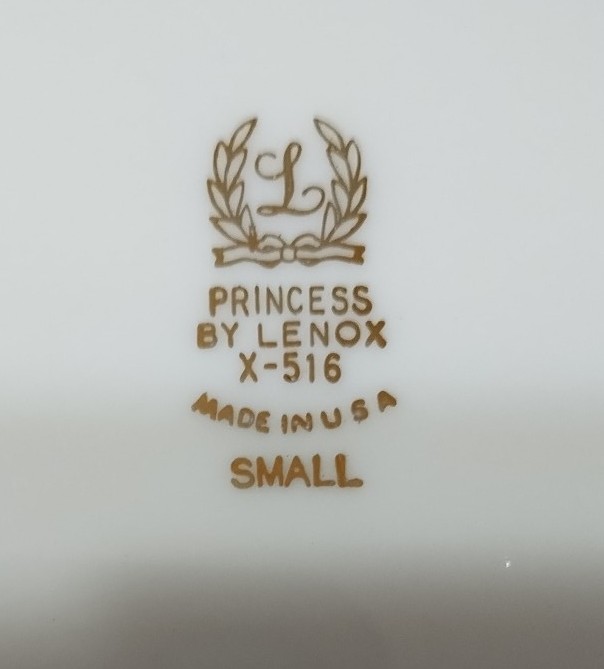 L
PRINCESS
BY LENOX
X-516
MADE IN U S A
SMALL